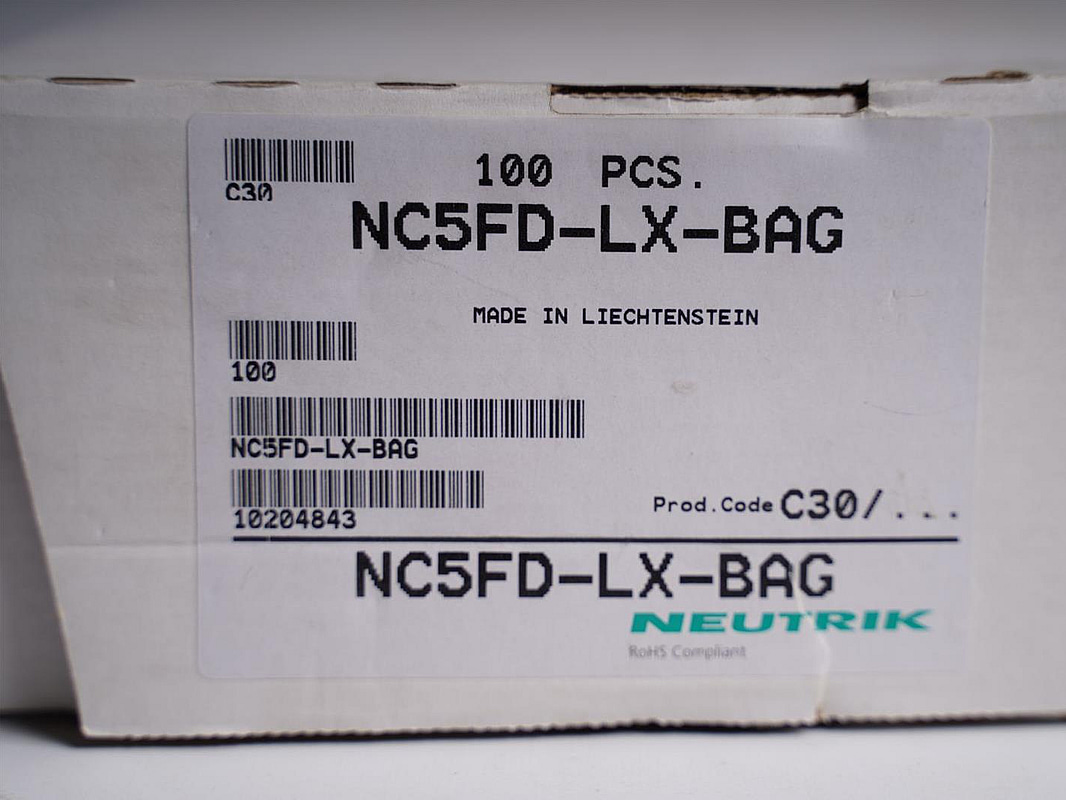 C30
100 PCS.
NC5FD-LX-BAG
MADE IN LIECHTENSTEIN
100
NC5FD-LX-BAG
10204843
Prod.Code C30/...
NC5FD-LX-BAG
NEUTRIK
RoHS Compliant